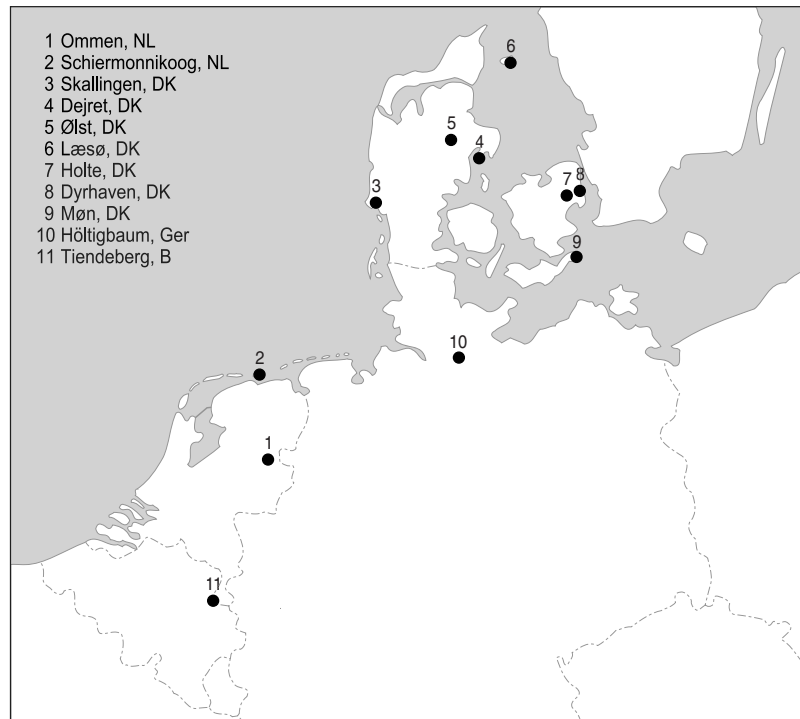 1 Ommen, NL
2 Schiermonnikoog, NL
3 Skallingen, DK
4 Dejret, DK
5 Ølst, DK
6 Læsø, DK
7 Holte, DK
8 Dyrhaven, DK
9 Møn, DK
10 Höltigbaum, Ger
11 Tiendeberg, B
6
5
4
3
7
8
9
10
2
1
11